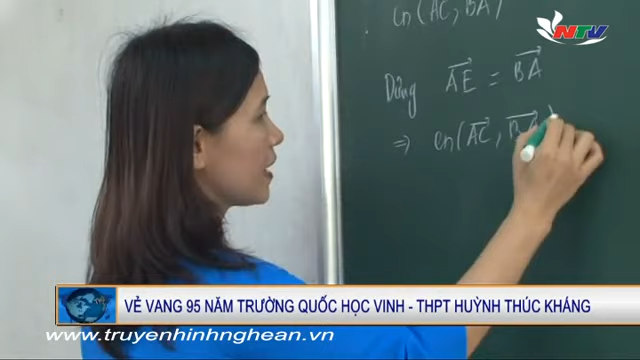 cos(AC, BA)
NTV
Dựng AE = BA
⇒ cos(AC, BA)
VẺ VANG 95 NĂM TRƯỜNG QUỐC HỌC VINH - THPT HUỲNH THÚC KHÁNG
www.truyenhinhnghean.vn